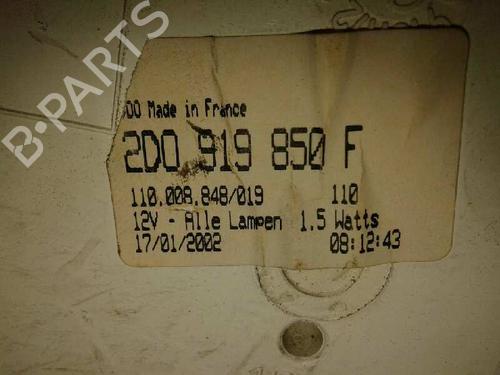 B-PARTS
DO Made in France
2D0 919 850 F
110.008.848/019 110
12V - Alle Lampen 1.5 Watts
17/01/2002 08:12:43